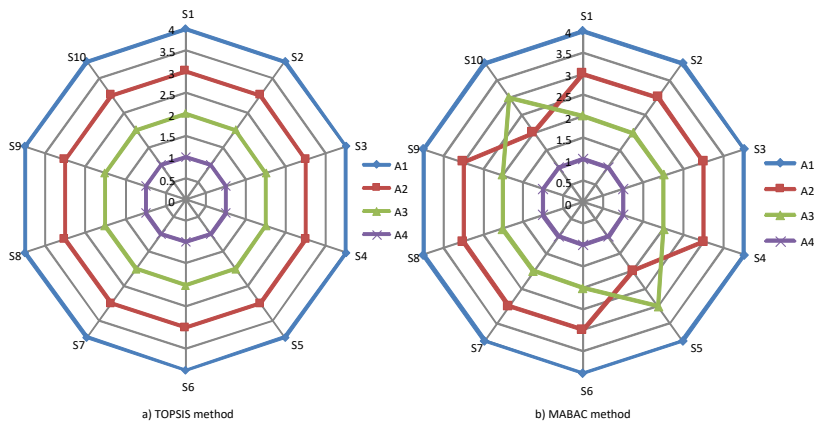 S1
S2
S3
S4
S5
S6
S7
S8
S9
S10
4
3.5
3
2.5
2
1.5
1
0.5
0
A1
A2
A3
A4
a) TOPSIS method
S1
S2
S3
S4
S5
S6
S7
S8
S9
S10
4
3.5
3
2.5
2
1.5
1
0.5
0
A1
A2
A3
A4
b) MABAC method